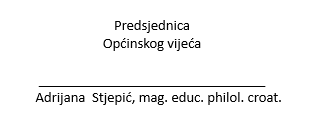 Predsjednica
Općinskog vijeća
Adrijana  Stjepić, mag. educ. philol. croat.